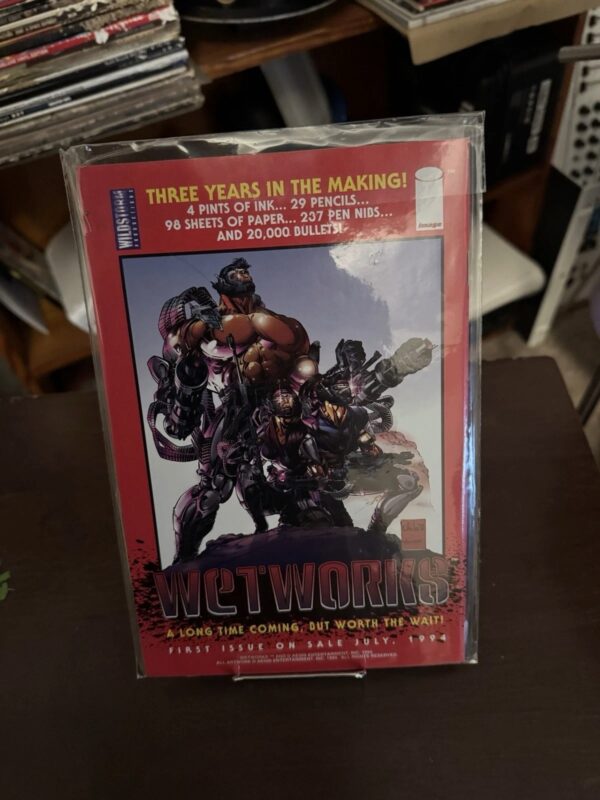 WILDSTORM
PRODUCTIONS
THREE YEARS IN THE MAKING!
4 PINTS OF INK... 29 PENCILS...
98 SHEETS OF PAPER... 237 PEN NIBS...
AND 20,000 BULLETS!
image
WETWORKS
A LONG TIME COMING, BUT WORTH THE WAIT!
FIRST ISSUE ON SALE JULY, 1994